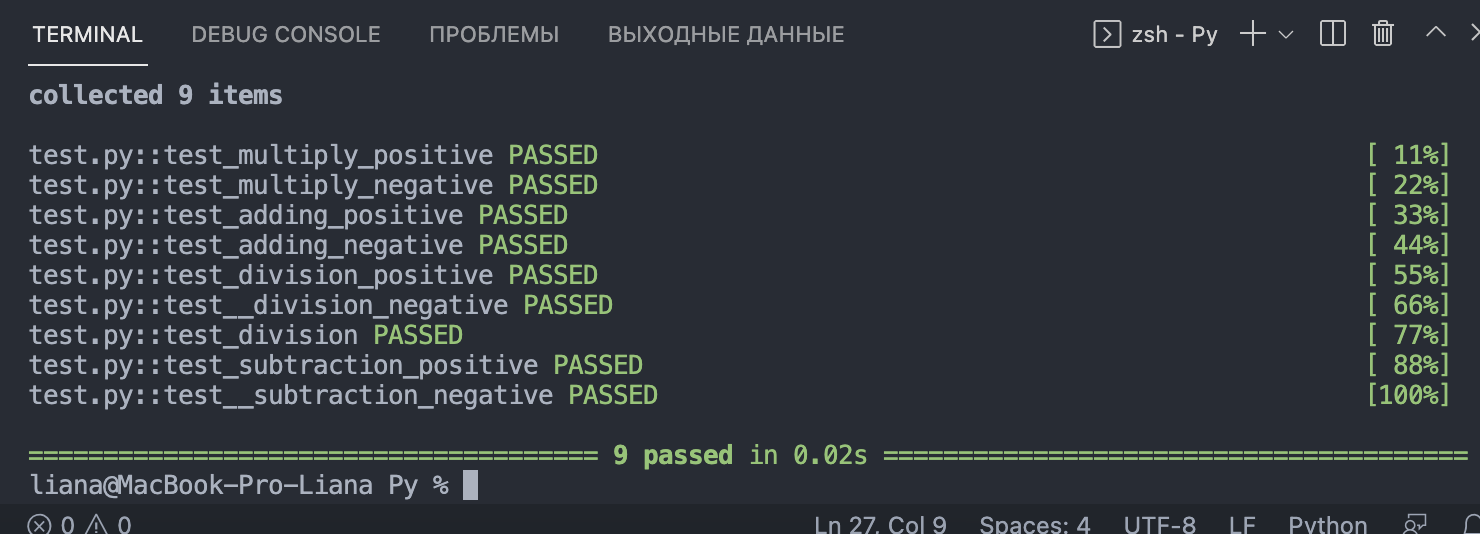 TERMINAL DEBUG CONSOLE ПРОБЛЕМЫ ВЫХОДНЫЕ ДАННЫЕ zsh - Py
collected 9 items
test.py::test_multiply_positive PASSED [ 11%]
test.py::test_multiply_negative PASSED [ 22%]
test.py::test_adding_positive PASSED [ 33%]
test.py::test_adding_negative PASSED [ 44%]
test.py::test_division_positive PASSED [ 55%]
test.py::test__division_negative PASSED [ 66%]
test.py::test_division PASSED [ 77%]
test.py::test_subtraction_positive PASSED [ 88%]
test.py::test__subtraction_negative PASSED [100%]
====================================== 9 passed in 0.02s =======================================
liana@MacBook-Pro-Liana Py %
0 0 Ln 27, Col 9 Spaces: 4 UTF-8 LF Python